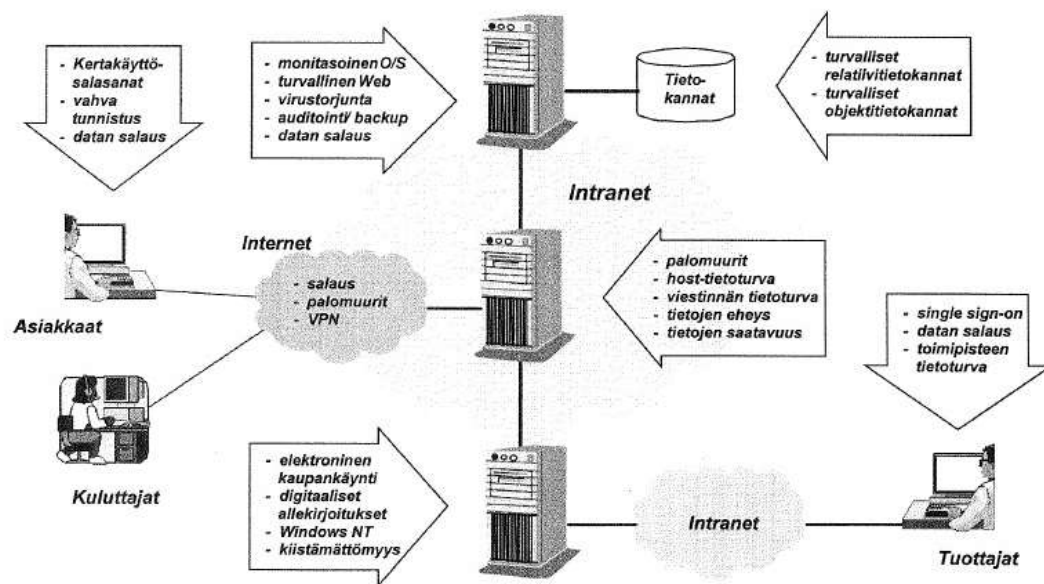 - Kertakäyttö-
salasanat
- vahva
tunnistus
- datan salaus
- monitasoinen O/S
- turvallinen Web
- virustorjunta
- auditointi/ backup
- datan salaus
Tieto-
kannat
- turvalliset
relatiivitietokannat
- turvalliset
objektitietokannat
Intranet
Internet
- salaus
- palomuurit
- VPN
Asiakkaat
- palomuurit
- host-tietoturva
- viestinnän tietoturva
- tietojen eheys
- tietojen saatavuus
- single sign-on
- datan salaus
- toimipisteen
tietoturva
Kuluttajat
- elektroninen
kaupankäynti
- digitaaliset
allekirjoitukset
- Windows NT
- kiistämättömyys
Intranet
Tuottajat